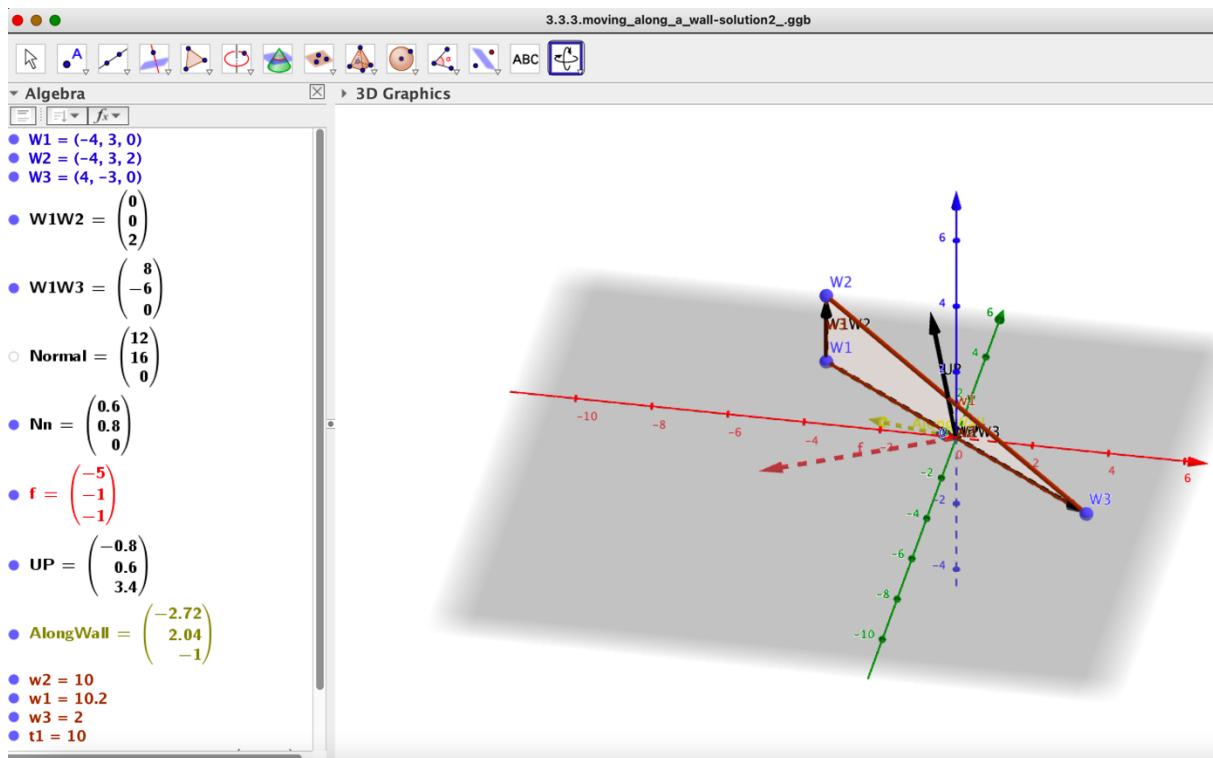 3.3.3.moving_along_a_wall-solution2_.ggb
A
ABC
Algebra
3D Graphics
fx
W1 = (-4, 3, 0)
W2 = (-4, 3, 2)
W3 = (4, -3, 0)
W1W2 = (0 0 2)
W1W3 = (8 -6 0)
Normal = (12 16 0)
Nn = (0.6 0.8 0)
f = (-5 -1 -1)
UP = (-0.8 0.6 3.4)
AlongWall = (-2.72 2.04 -1)
w2 = 10
w1 = 10.2
w3 = 2
t1 = 10
6
4
W2
W1W2
W1
6
4
2
UP
w1
-10
-8
-6
-4
-2
f
W1W3
0
2
4
6
-2
-2
W3
-4
-6
-4
-8
-10